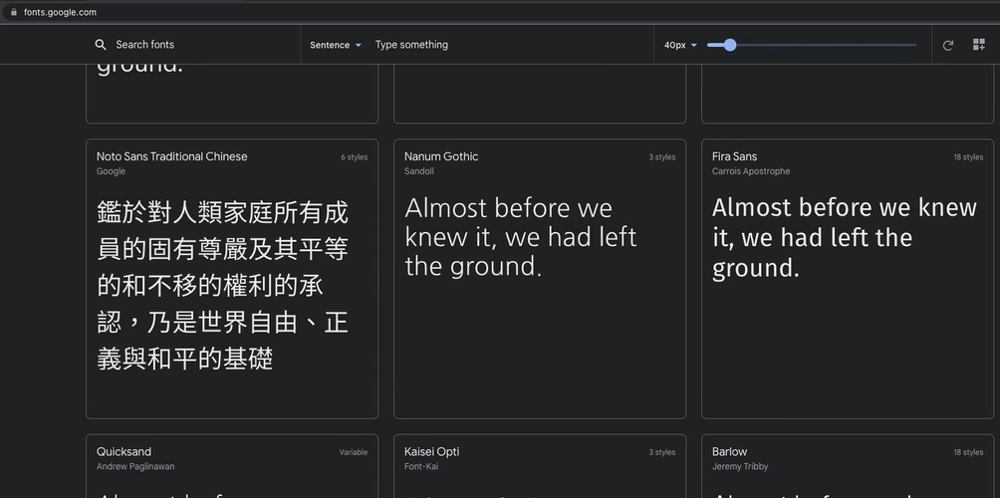 fonts.google.com
Search fonts
Sentence
Type something
40px
ground.
Noto Sans Traditional Chinese
6 styles
Google
鑑於對人類家庭所有成
員的固有尊嚴及其平等
的和不移的權利的承
認，乃是世界自由、正
義與和平的基礎
Nanum Gothic
3 styles
Sandoll
Almost before we
knew it, we had left
the ground.
Fira Sans
18 styles
Carrois Apostrophe
Almost before we knew
it, we had left the
ground.
Quicksand
Variable
Andrew Paglinawan
Kaisei Opti
3 styles
Font-Kai
Barlow
18 styles
Jeremy Tribby